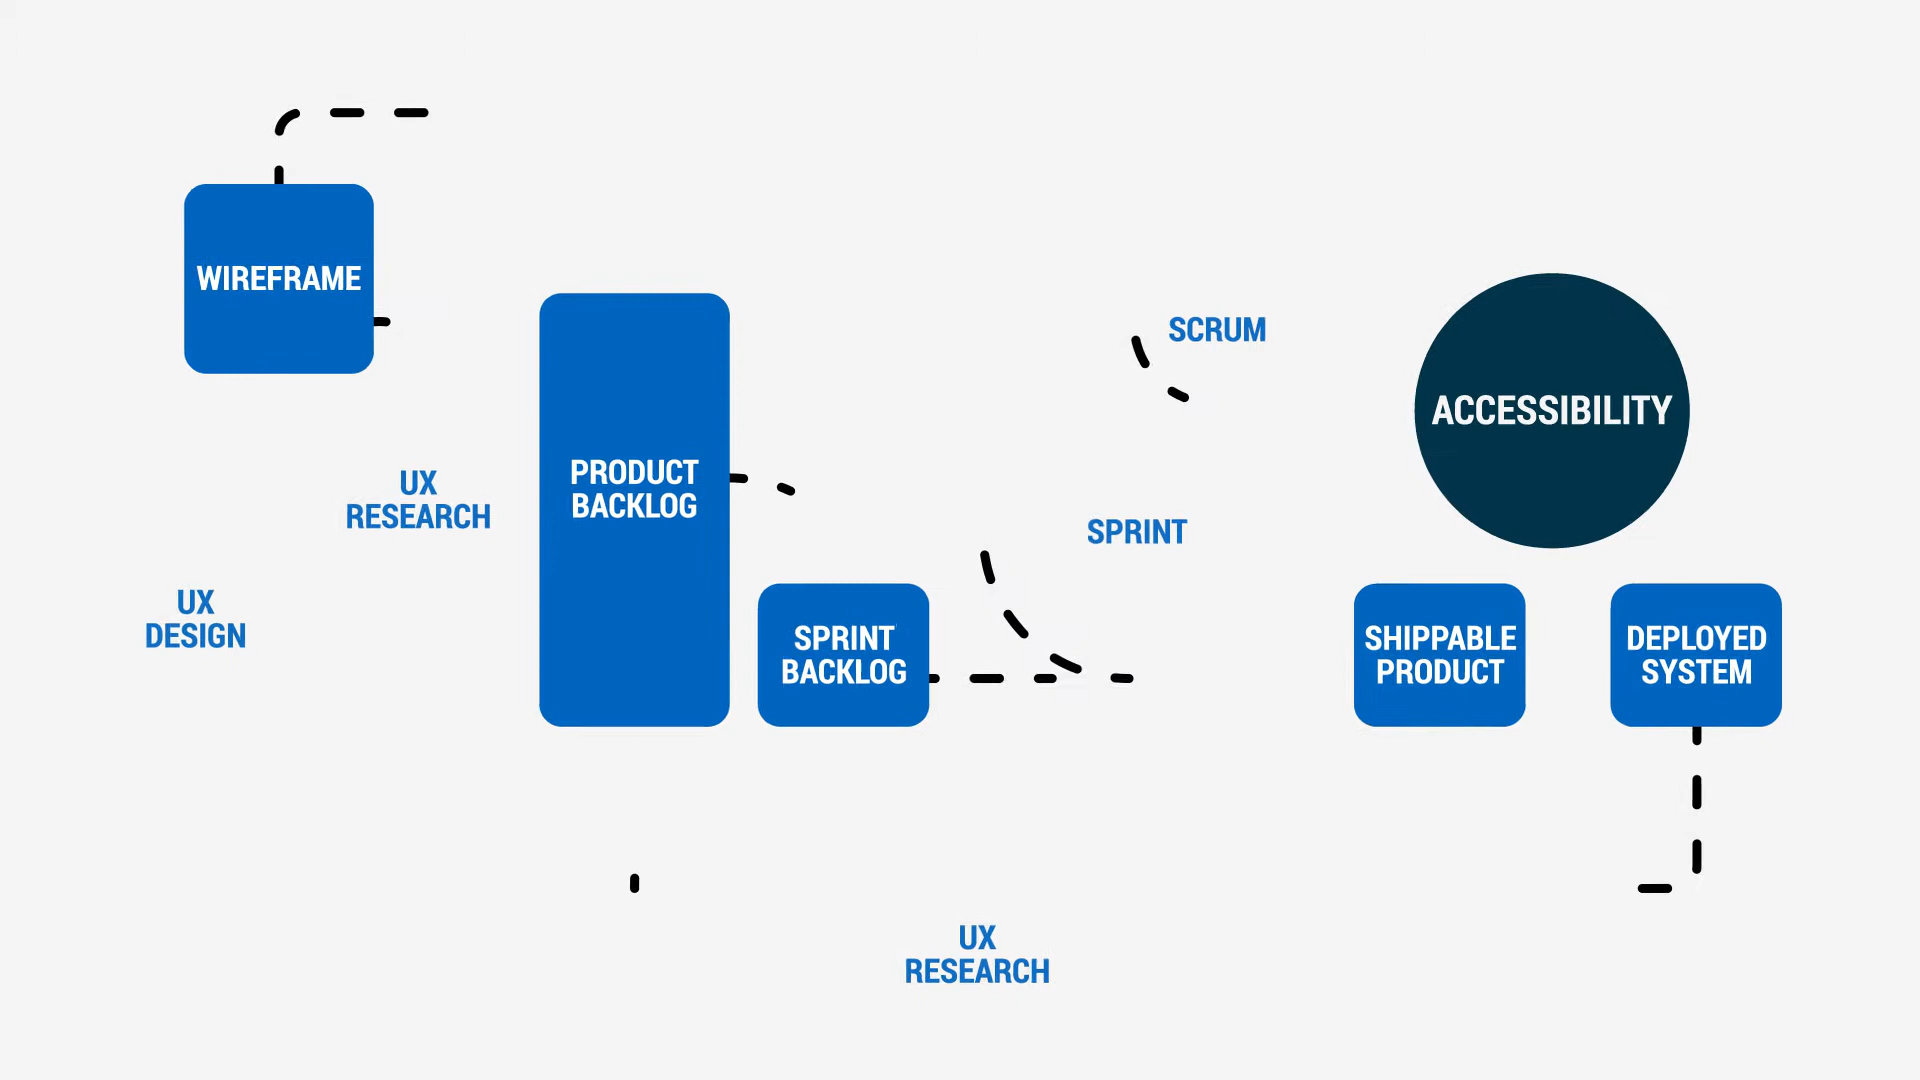 WIREFRAME
SCRUM
ACCESSIBILITY
UX
RESEARCH
PRODUCT
BACKLOG
SPRINT
UX
DESIGN
SPRINT
BACKLOG
SHIPPABLE
PRODUCT
DEPLOYED
SYSTEM
UX
RESEARCH